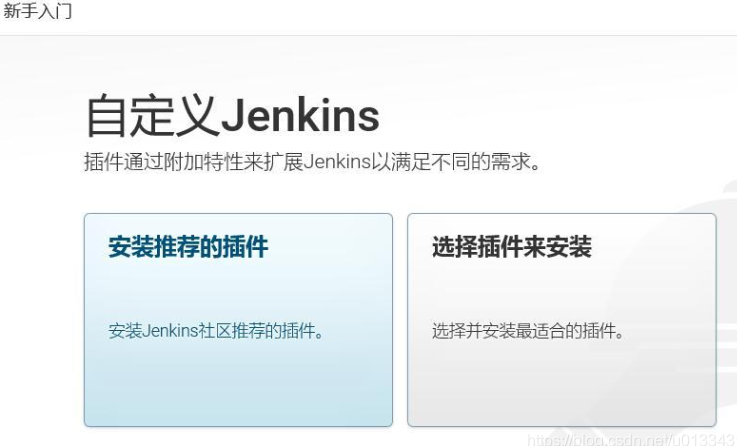 新手入门
自定义Jenkins
插件通过附加特性来扩展Jenkins以满足不同的需求。
安装推荐的插件
选择插件来安装
安装Jenkins社区推荐的插件。
选择并安装最适合的插件。
https://blog.csdn.net/u013343